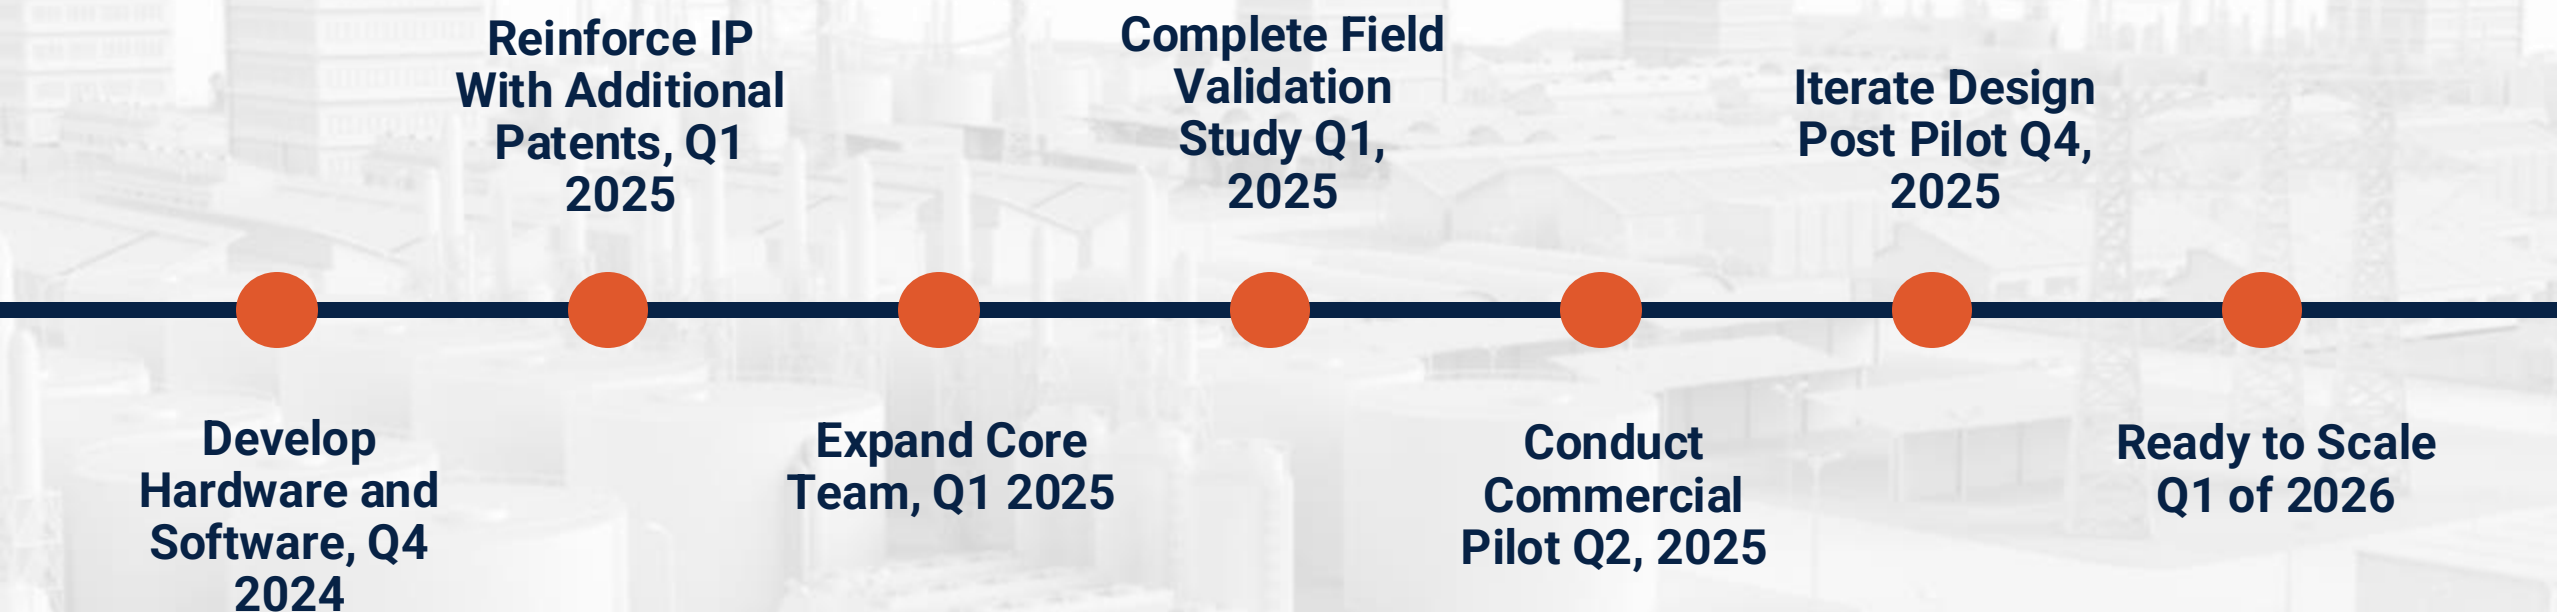 Develop
Hardware and
Software, Q4
2024
Reinforce IP
With Additional
Patents, Q1
2025
Expand Core
Team, Q1 2025
Complete Field
Validation
Study Q1,
2025
Conduct
Commercial
Pilot Q2, 2025
Iterate Design
Post Pilot Q4,
2025
Ready to Scale
Q1 of 2026